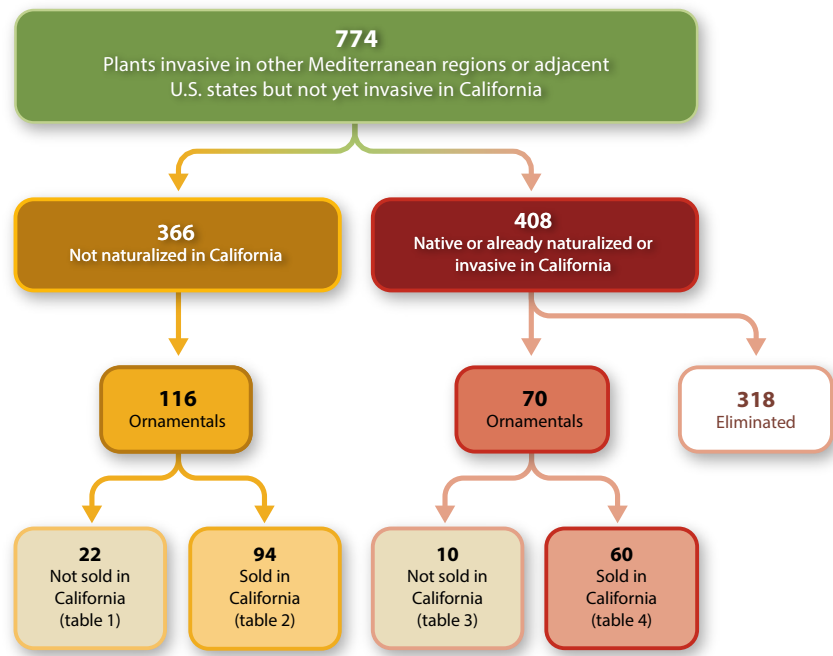 774
Plants invasive in other Mediterranean regions or adjacent
U.S. states but not yet invasive in California
366
Not naturalized in California
408
Native or already naturalized or
invasive in California
116
Ornamentals
70
Ornamentals
318
Eliminated
22
Not sold in
California
(table 1)
94
Sold in
California
(table 2)
10
Not sold in
California
(table 3)
60
Sold in
California
(table 4)